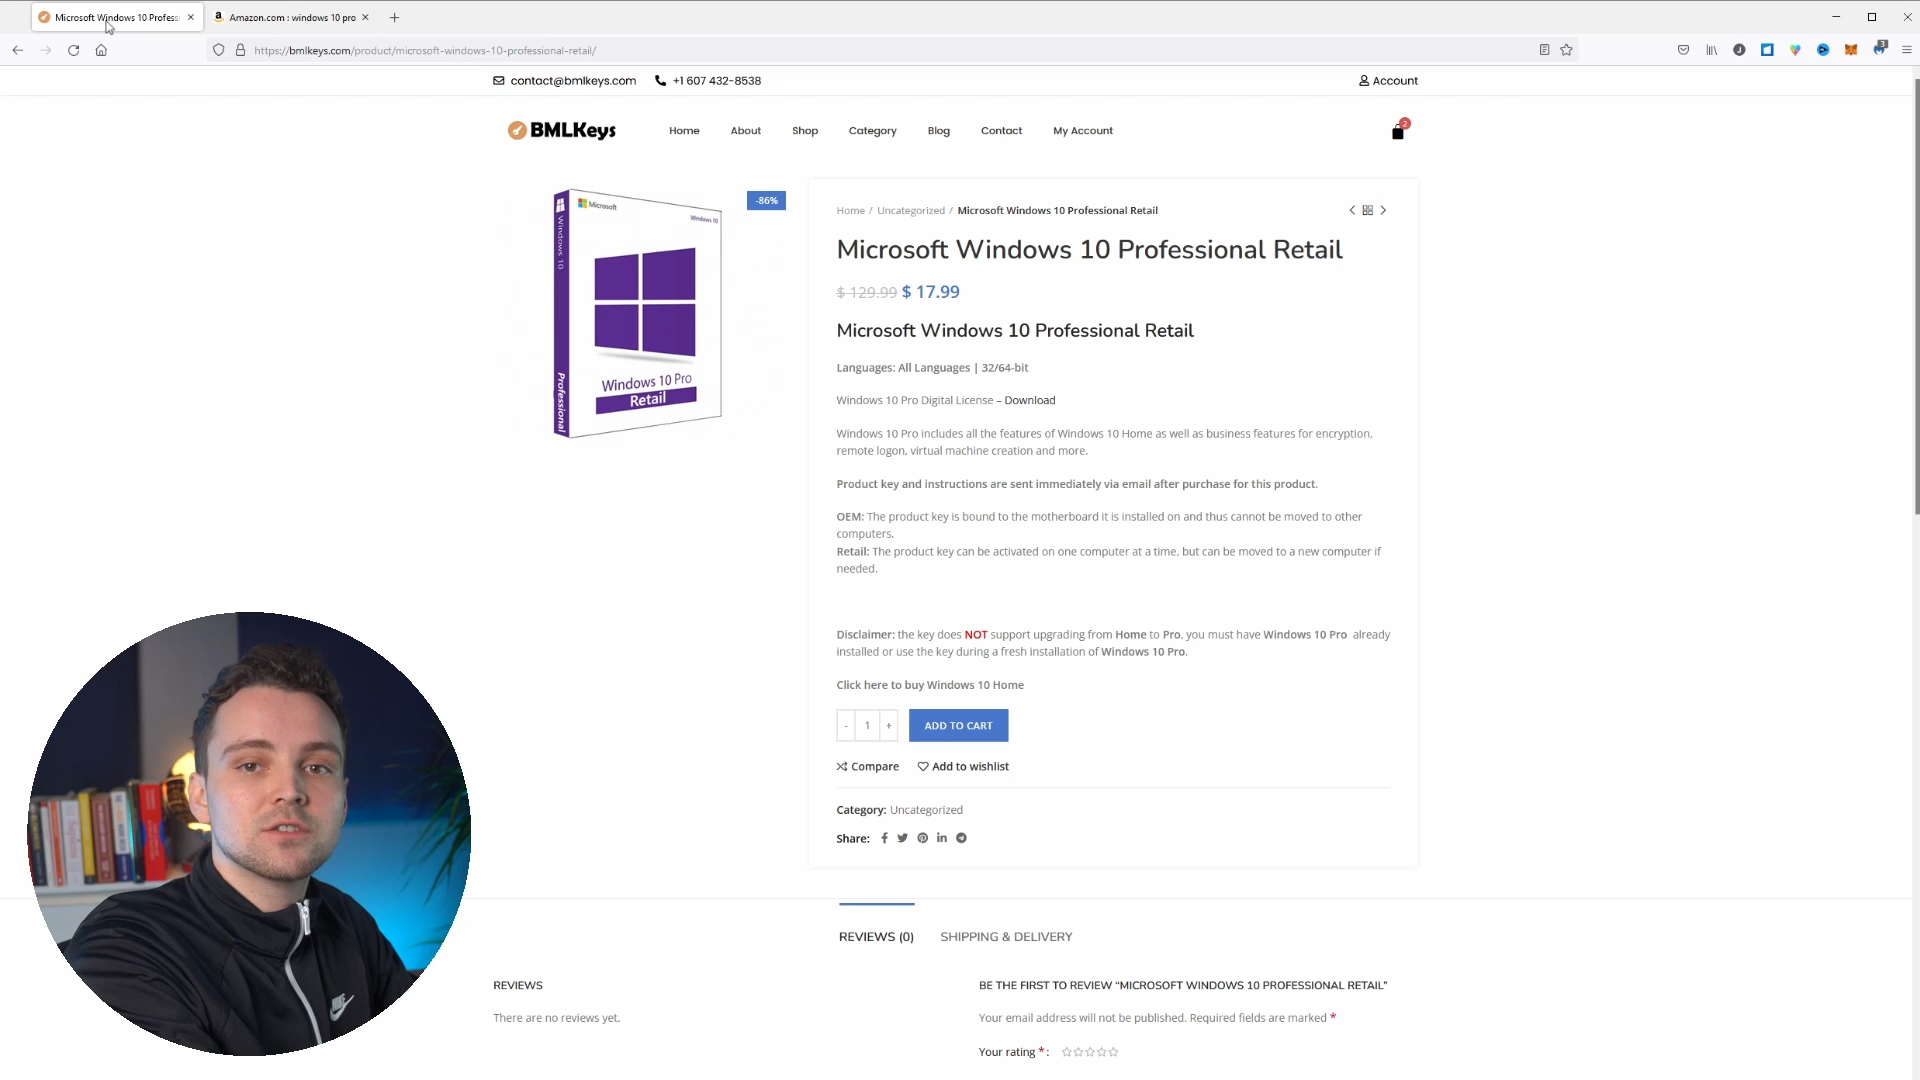 Microsoft Windows 10 Profess
Amazon.com : windows 10 pro
https://bmlkeys.com/product/microsoft-windows-10-professional-retail/
3
contact@bmlkeys.com
+1 607 432-8538
Account
BMLKeys
Home
About
Shop
Category
Blog
Contact
My Account
2
Microsoft
Windows 10
Windows 10
Professional
Windows 10 Pro
Retail
-86%
Home / Uncategorized / Microsoft Windows 10 Professional Retail
Microsoft Windows 10 Professional Retail
$ 129.99 $ 17.99
Microsoft Windows 10 Professional Retail
Languages: All Languages | 32/64-bit
Windows 10 Pro Digital License – Download
Windows 10 Pro includes all the features of Windows 10 Home as well as business features for encryption,
remote logon, virtual machine creation and more.
Product key and instructions are sent immediately via email after purchase for this product.
OEM: The product key is bound to the motherboard it is installed on and thus cannot be moved to other
computers.
Retail: The product key can be activated on one computer at a time, but can be moved to a new computer if
needed.
Disclaimer: the key does NOT support upgrading from Home to Pro, you must have Windows 10 Pro already
installed or use the key during a fresh installation of Windows 10 Pro.
Click here to buy Windows 10 Home
- 1 +
ADD TO CART
Compare
Add to wishlist
Category: Uncategorized
Share:
REVIEWS (0)
SHIPPING & DELIVERY
REVIEWS
There are no reviews yet.
BE THE FIRST TO REVIEW “MICROSOFT WINDOWS 10 PROFESSIONAL RETAIL”
Your email address will not be published. Required fields are marked *
Your rating * :